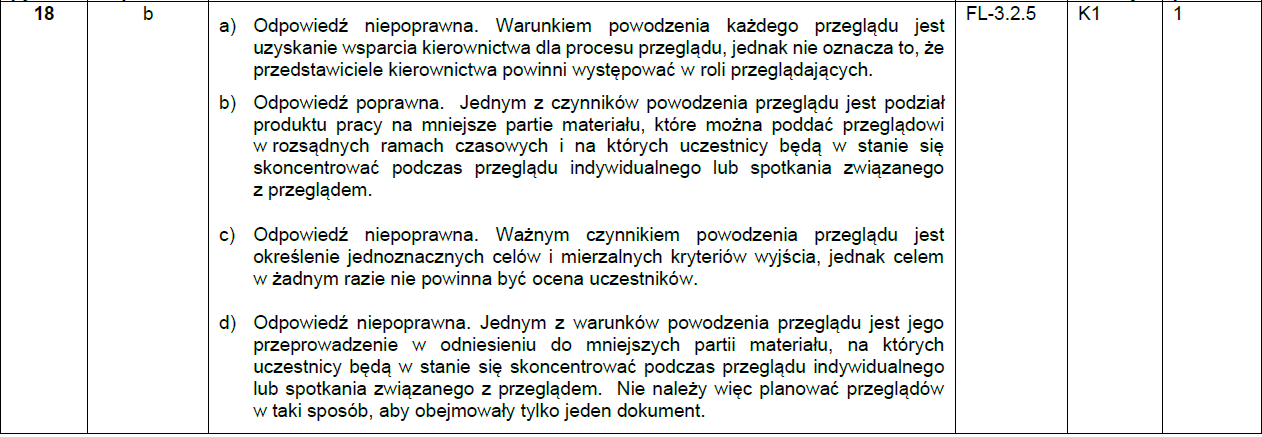 18 b a) Odpowiedź niepoprawna. Warunkiem powodzenia każdego przeglądu jest FL-3.2.5 K1 1
uzyskanie wsparcia kierownictwa dla procesu przeglądu, jednak nie oznacza to, że
przedstawiciele kierownictwa powinni występować w roli przeglądających.
b) Odpowiedź poprawna. Jednym z czynników powodzenia przeglądu jest podział
produktu pracy na mniejsze partie materiału, które można poddać przeglądowi
w rozsądnych ramach czasowych i na których uczestnicy będą w stanie się
skoncentrować podczas przeglądu indywidualnego lub spotkania związanego
z przeglądem.
c) Odpowiedź niepoprawna. Ważnym czynnikiem powodzenia przeglądu jest
określenie jednoznacznych celów i mierzalnych kryteriów wyjścia, jednak celem
w żadnym razie nie powinna być ocena uczestników.
d) Odpowiedź niepoprawna. Jednym z warunków powodzenia przeglądu jest jego
przeprowadzenie w odniesieniu do mniejszych partii materiału, na których
uczestnicy będą w stanie się skoncentrować podczas przeglądu indywidualnego
lub spotkania związanego z przeglądem. Nie należy więc planować przeglądów
w taki sposób, aby obejmowały tylko jeden dokument.